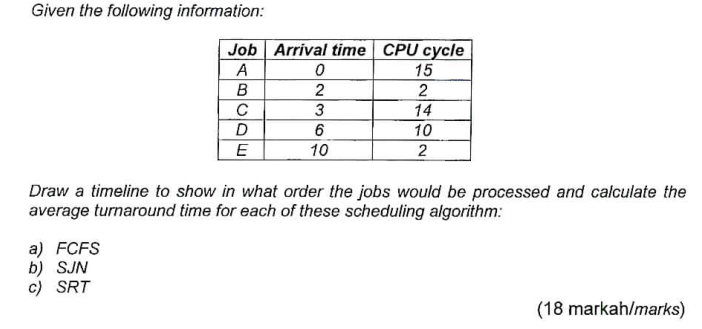 Given the following information:
Job Arrival time CPU cycle
A 0 15
B 2 2
C 3 14
D 6 10
E 10 2
Draw a timeline to show in what order the jobs would be processed and calculate the
average turnaround time for each of these scheduling algorithm:
a) FCFS
b) SJN
c) SRT
(18 markah/marks)